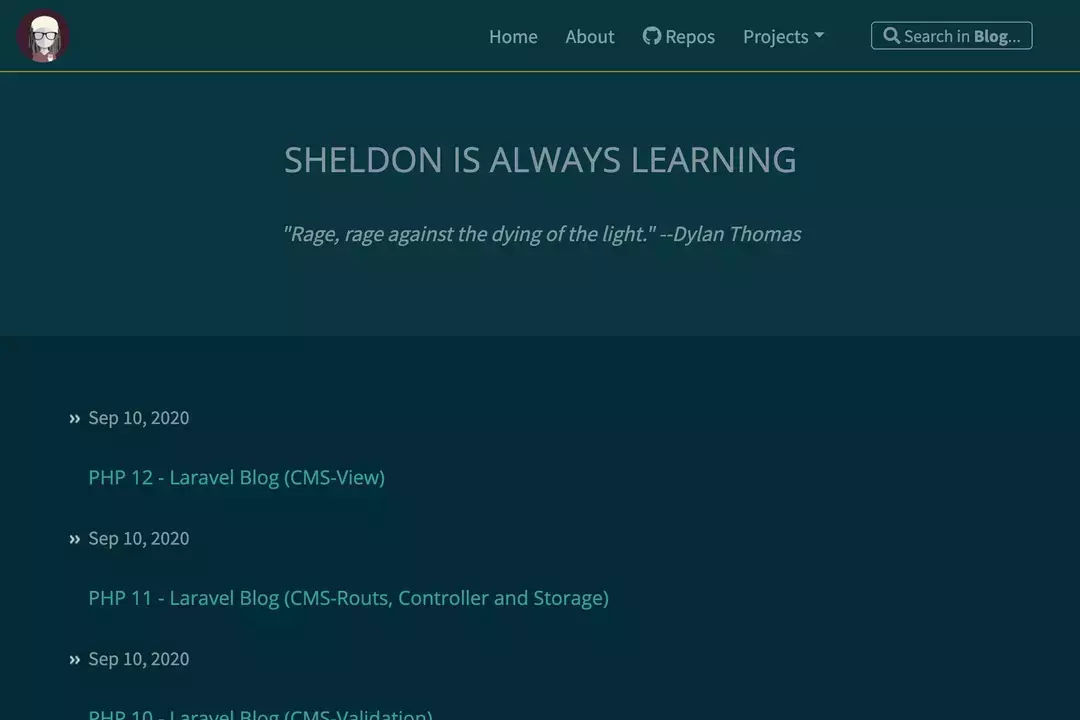 Home About Repos Projects Search in Blog...
SHELDON IS ALWAYS LEARNING
"Rage, rage against the dying of the light." --Dylan Thomas
» Sep 10, 2020
PHP 12 - Laravel Blog (CMS-View)
» Sep 10, 2020
PHP 11 - Laravel Blog (CMS-Routs, Controller and Storage)
» Sep 10, 2020
PHP 10 - Laravel Blog (CMS-Validation)